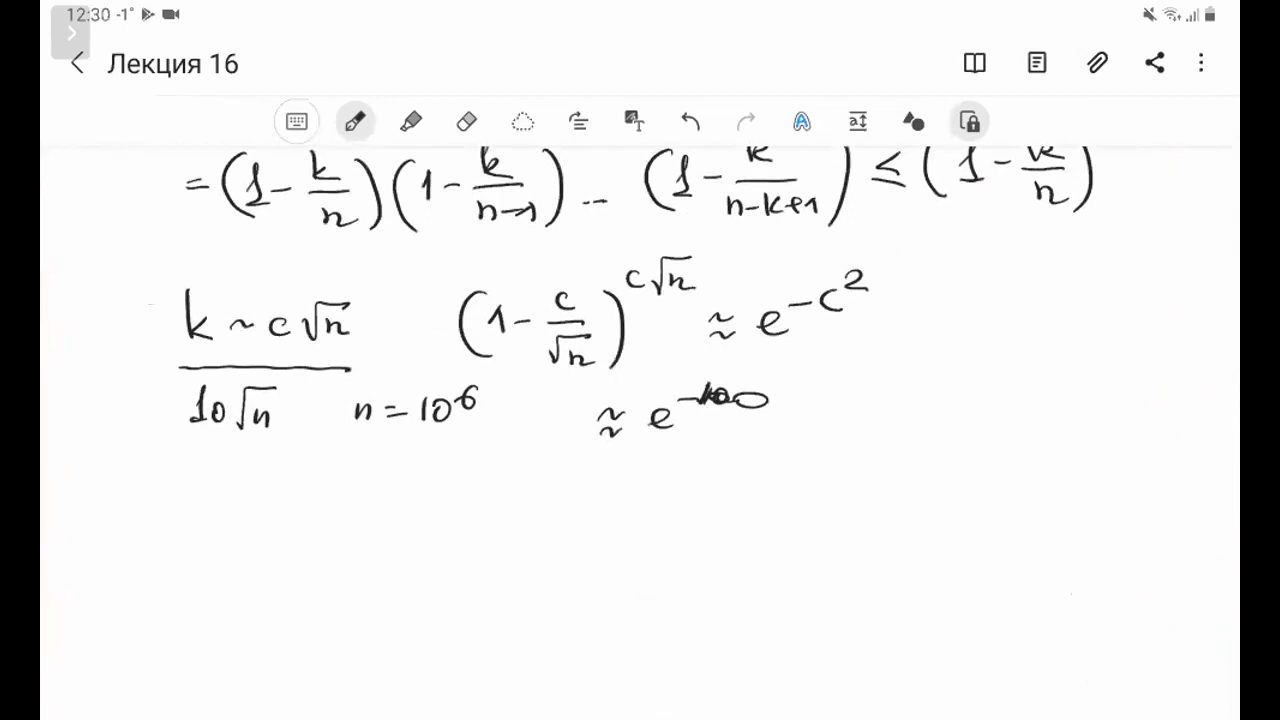 12:30 -1°
Лекция 16
= (1 - k/n)(1 - k/(n-1)) .. (1 - k/(n-k+1)) ≤ (1 - k/n)
k ~ c√n (1 - c/√n)^(c√n) ≈ e^(-c²)
10√n n = 10^6 ≈ e^(-100)